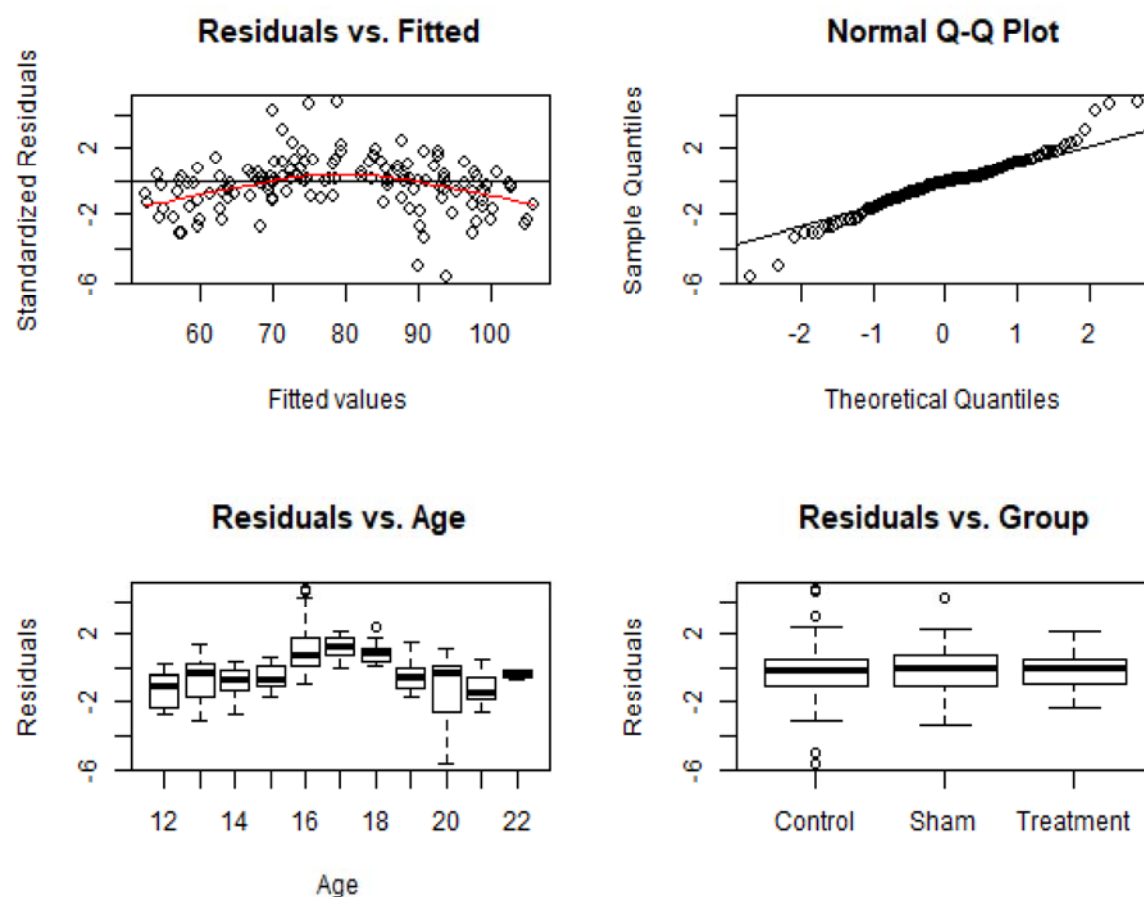 Residuals vs. Fitted
Standardized Residuals
2
-2
-6
60 70 80 90 100
Fitted values
Normal Q-Q Plot
Sample Quantiles
2
-2
-6
-2 -1 0 1 2
Theoretical Quantiles
Residuals vs. Age
Residuals
2
-2
-6
12 14 16 18 20 22
Age
Residuals vs. Group
Residuals
2
-2
-6
Control Sham Treatment